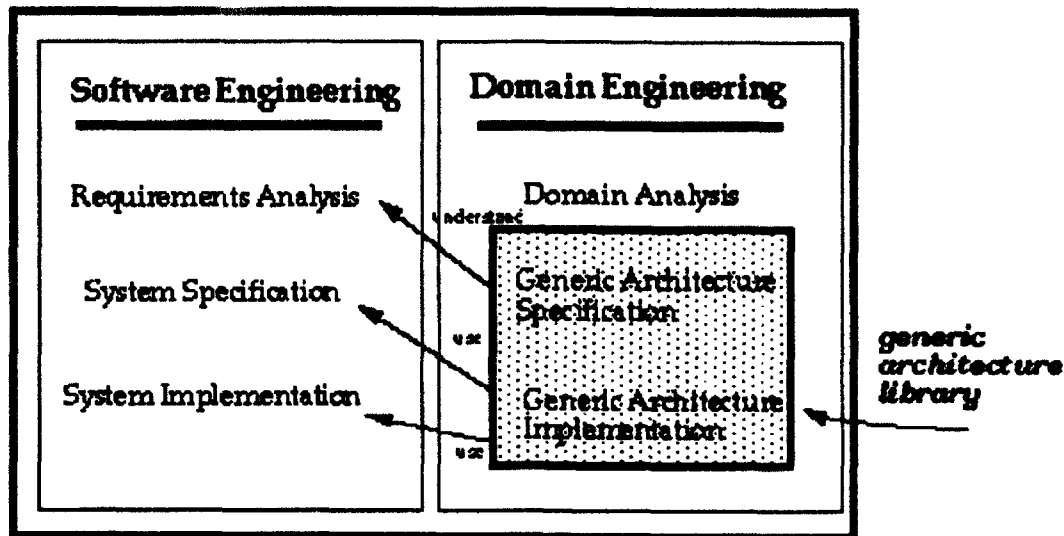 Software Engineering
Requirements Analysis
System Specification
System Implementation
Domain Engineering
Domain Analysis
understand
Generic Architecture
Specification
use
Generic Architecture
Implementation
use
generic
architecture
library